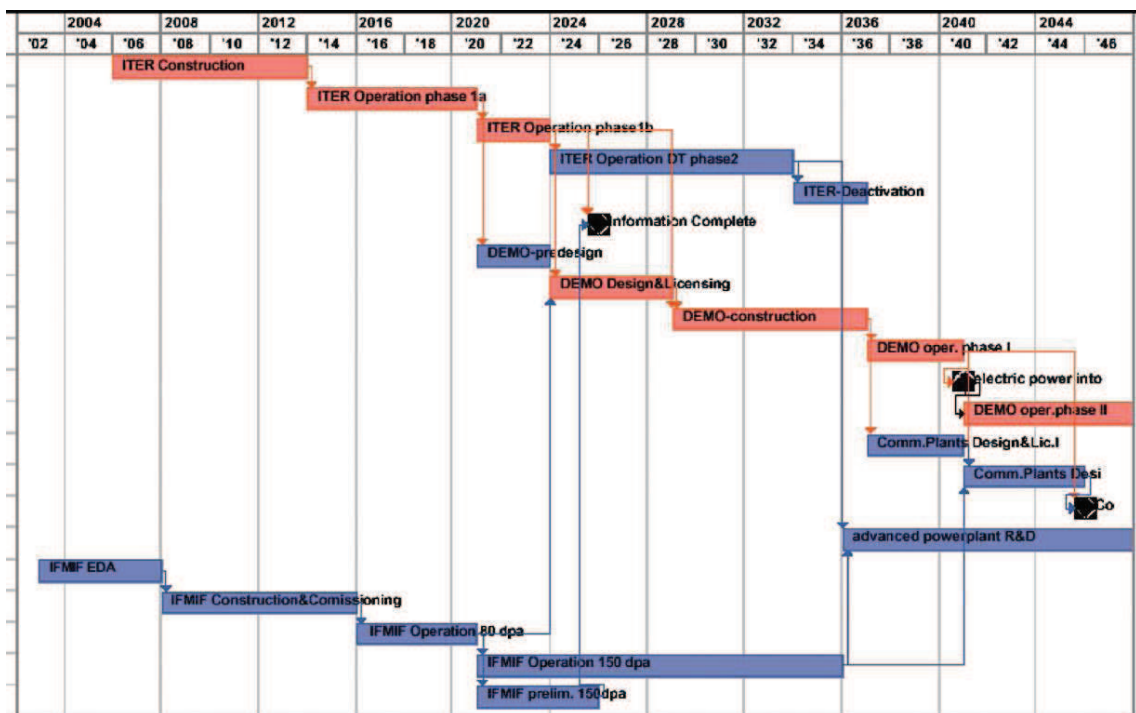 2004 2008 2012 2016 2020 2024 2028 2032 2036 2040 2044
'02 '04 '06 '08 '10 '12 '14 '16 '18 '20 '22 '24 '26 '28 '30 '32 '34 '36 '38 '40 '42 '44 '46
ITER Construction
ITER Operation phase 1a
ITER Operation phase1b
ITER Operation DT phase2
ITER-Deactivation
Information Complete
DEMO-predesign
DEMO Design&Licensing
DEMO-construction
DEMO oper. phase I
electric power into
DEMO oper.phase II
Comm.Plants Design&Lic.I
Comm.Plants Desi
Co
advanced powerplant R&D
IFMIF EDA
IFMIF Construction&Comissioning
IFMIF Operation 80 dpa
IFMIF Operation 150 dpa
IFMIF prelim. 150dpa